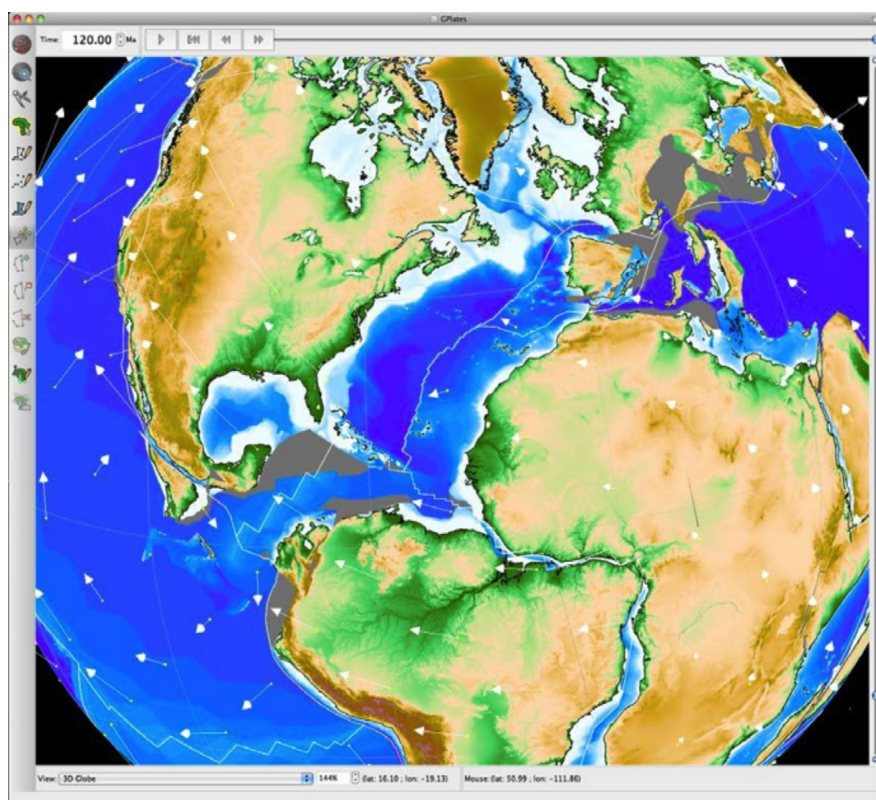 GPlates
Time: 120.00 Ma
View: 3D Globe 144% (lat: 16.10 ; lon: -19.13) Mouse: (lat: 50.99 ; lon: -111.86)